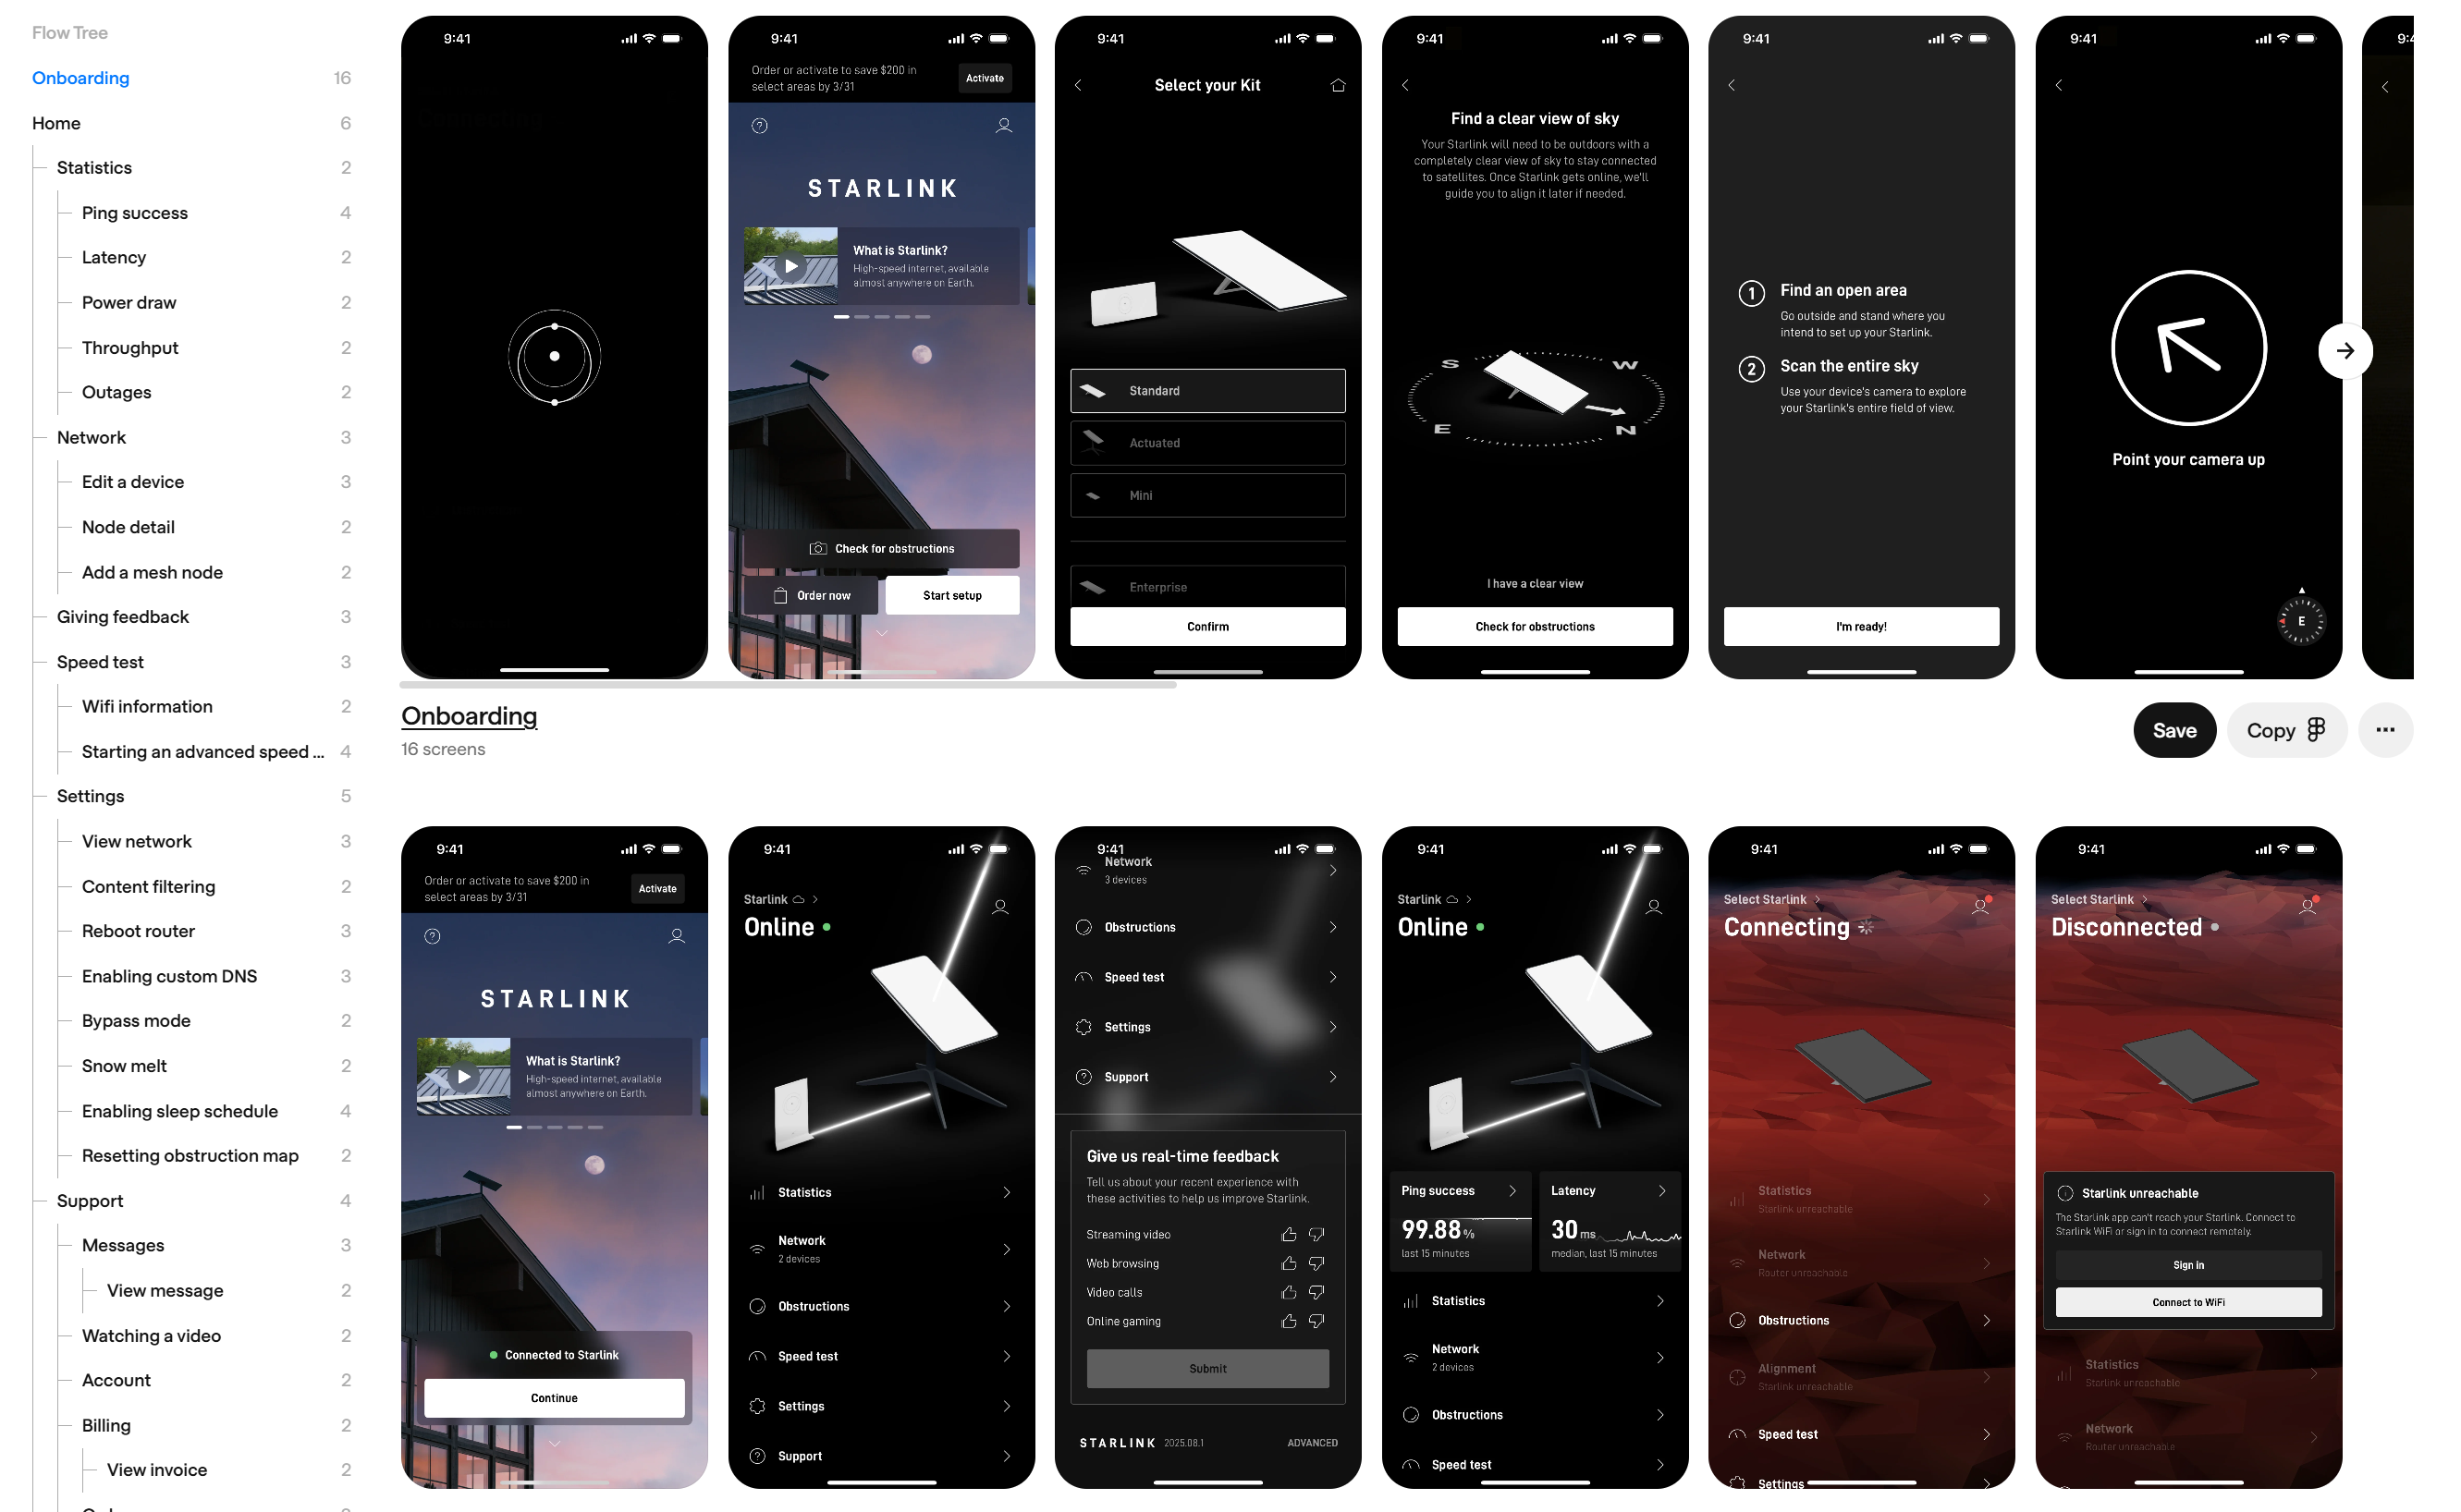 Flow Tree
Onboarding 16
Home 6
Statistics 2
Ping success 4
Latency 2
Power draw 2
Throughput 2
Outages 2
Network 3
Edit a device 3
Node detail 2
Add a mesh node 2
Giving feedback 3
Speed test 3
Wifi information 2
Starting an advanced speed ... 4
Settings 5
View network 3
Content filtering 2
Reboot router 3
Enabling custom DNS 3
Bypass mode 2
Snow melt 2
Enabling sleep schedule 4
Resetting obstruction map 2
Support 4
Messages 3
View message 2
Watching a video 2
Account 2
Billing 2
View invoice 2
9:41
9:41
Order or activate to save $200 in
select areas by 3/31
Activate
STARLINK
What is Starlink?
High-speed internet, available
almost anywhere on Earth.
Check for obstructions
Order now
Start setup
9:41
Select your Kit
Standard
Actuated
Mini
Enterprise
Confirm
9:41
Find a clear view of sky
Your Starlink will need to be outdoors with a
completely clear view of sky to stay connected
to satellites. Once Starlink gets online, we'll
guide you to align it later if needed.
S W
E N
I have a clear view
Check for obstructions
9:41
1 Find an open area
Go outside and stand where you
intend to set up your Starlink.
2 Scan the entire sky
Use your device's camera to explore
your Starlink's entire field of view.
I'm ready!
9:41
Point your camera up
E
Onboarding
16 screens
Save
Copy
9:41
Order or activate to save $200 in
select areas by 3/31
Activate
STARLINK
What is Starlink?
High-speed internet, available
almost anywhere on Earth.
Connected to Starlink
Continue
9:41
Starlink
Online
Statistics
Network
2 devices
Obstructions
Speed test
Settings
Support
9:41
Network
3 devices
Obstructions
Speed test
Settings
Support
Give us real-time feedback
Tell us about your recent experience with
these activities to help us improve Starlink.
Streaming video
Web browsing
Video calls
Online gaming
Submit
STARLINK 2025.08.1 ADVANCED
9:41
Starlink
Online
Ping success
99.88%
last 15 minutes
Latency
30 ms
median, last 15 minutes
Statistics
Network
2 devices
Obstructions
Speed test
9:41
Select Starlink
Connecting
Statistics
Starlink unreachable
Network
Router unreachable
Obstructions
Alignment
Starlink unreachable
Speed test
Settings
9:41
Select Starlink
Disconnected
Starlink unreachable
The Starlink app can't reach your Starlink. Connect to
Starlink WiFi or sign in to connect remotely.
Sign in
Connect to WiFi
Statistics
Starlink unreachable
Network
Router unreachable